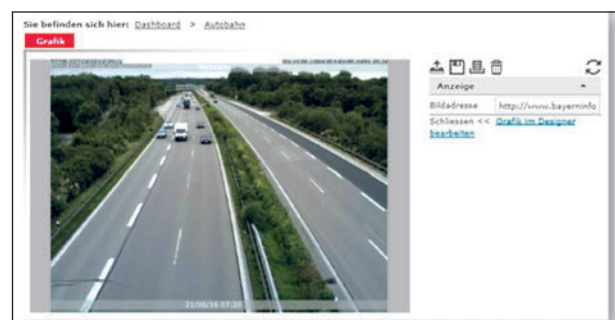 Sie befinden sich hier: Dashboard > Autobahn
Grafik
Anzeige
Bildadresse http://www.bayerninfo
Schliessen << Grafik im Designer
bearbeiten
21/06/16 07:20